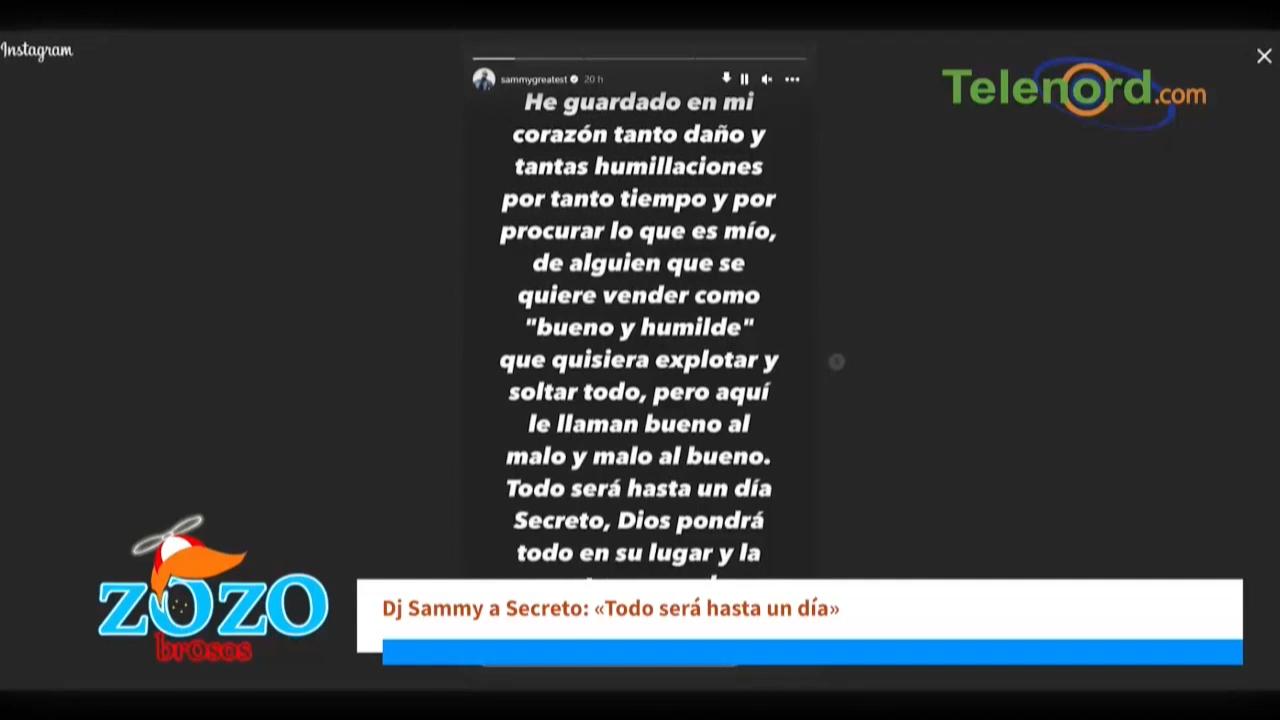 Instagram
Telenord.com
sammygreatest 20 h
He guardado en mi
corazón tanto daño y
tantas humillaciones
por tanto tiempo y por
procurar lo que es mío,
de alguien que se
quiere vender como
"bueno y humilde"
que quisiera explotar y
soltar todo, pero aquí
le llaman bueno al
malo y malo al bueno.
Todo será hasta un día
Secreto, Dios pondrá
todo en su lugar y la
zozo
brosos
Dj Sammy a Secreto: «Todo será hasta un día»